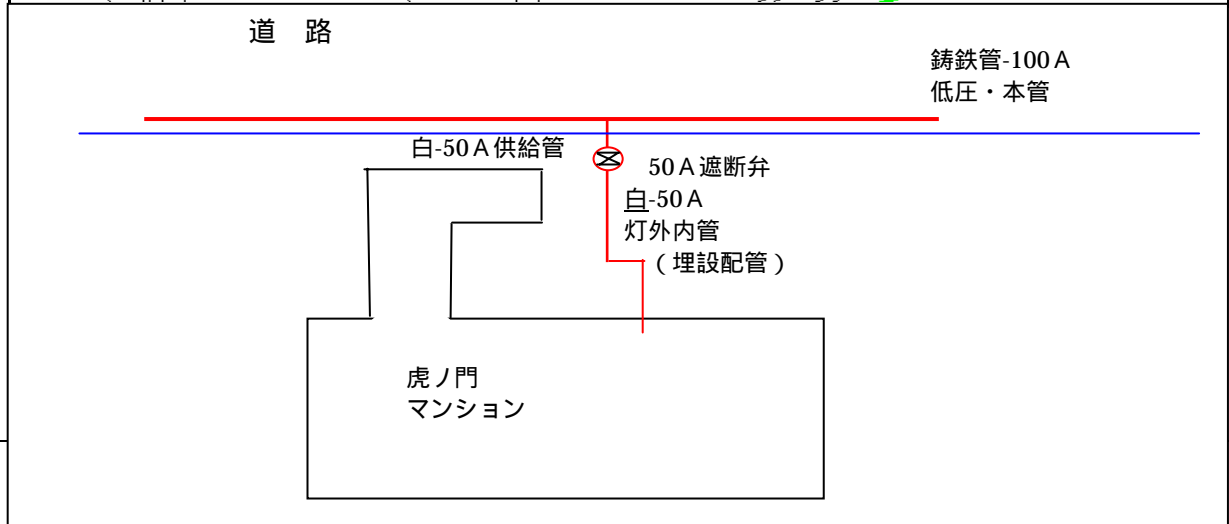 道 路
鋳鉄管-100A
低圧・本管
白-50A供給管
50A遮断弁
白-50A
灯外内管
(埋設配管)
虎ノ門
マンション